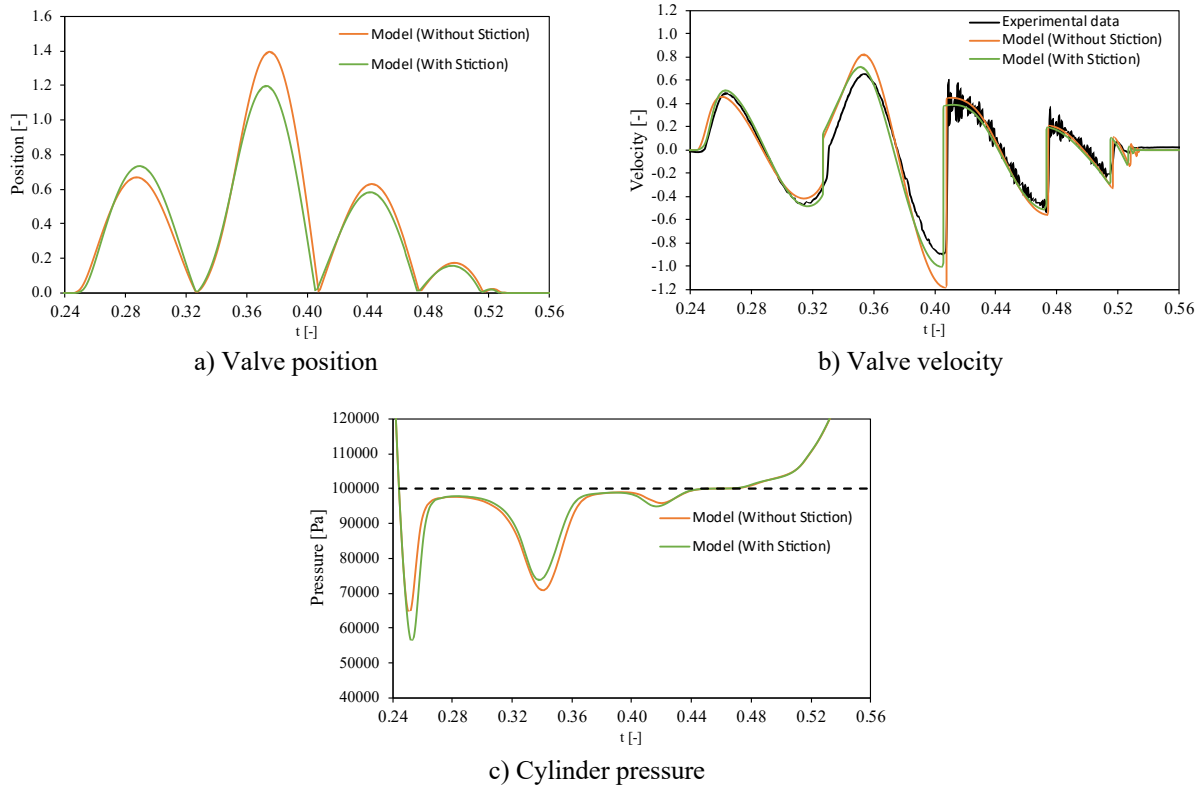 1.6
1.4
1.2
1.0
0.8
0.6
0.4
0.2
0.0
Position [-]
Model (Without Stiction)
Model (With Stiction)
0.24 0.28 0.32 0.36 0.40 0.44 0.48 0.52 0.56
t [-]
a) Valve position
1.2
1.0
0.8
0.6
0.4
0.2
0.0
-0.2
-0.4
-0.6
-0.8
-1.0
-1.2
Velocity [-]
Experimental data
Model (Without Stiction)
Model (With Stiction)
0.24 0.28 0.32 0.36 0.40 0.44 0.48 0.52 0.56
t [-]
b) Valve velocity
120000
110000
100000
90000
80000
70000
60000
50000
40000
Pressure [Pa]
Model (Without Stiction)
Model (With Stiction)
0.24 0.28 0.32 0.36 0.40 0.44 0.48 0.52 0.56
t [-]
c) Cylinder pressure